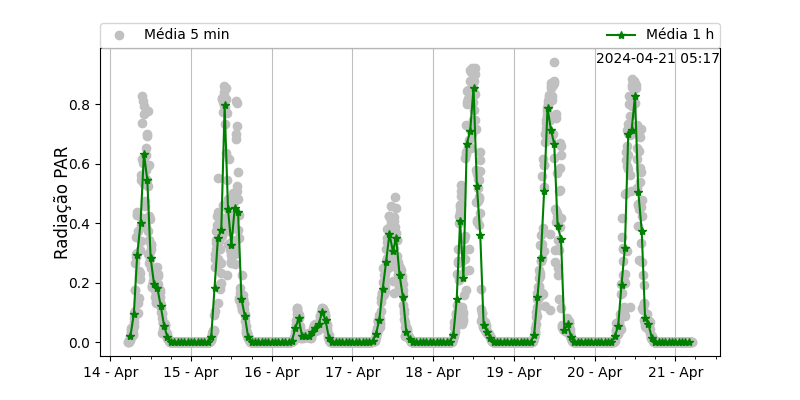 Média 5 min
Média 1 h
2024-04-21 05:17
Radiação PAR
0.8
0.6
0.4
0.2
0.0
14 - Apr
15 - Apr
16 - Apr
17 - Apr
18 - Apr
19 - Apr
20 - Apr
21 - Apr